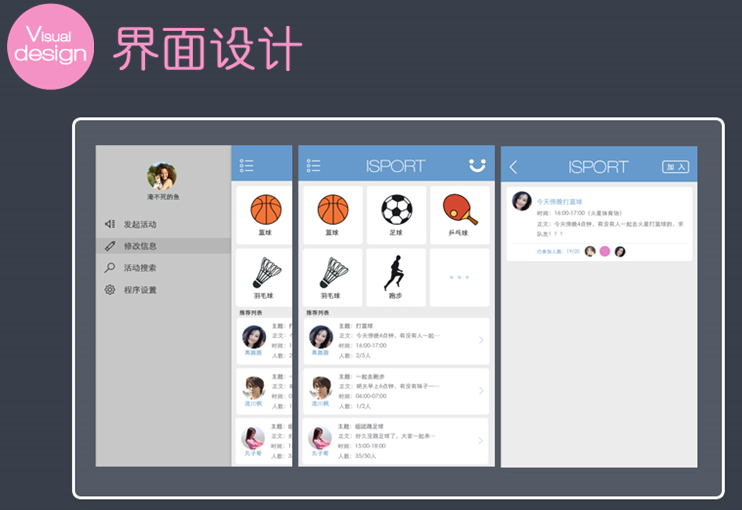 Visual
design
界面设计
淹不死的鱼
发起活动
修改信息
活动搜索
程序设置
篮球
羽毛球
推荐列表
主题：打
正文：今
时间：1
人数：2
美圆圆
主题：一
正文：明
时间：0
人数：1
流川枫
主题：组
正文：好
时间：1
人数：3
丸子哥
ISPORT
篮球
足球
乒乓球
羽毛球
跑步
推荐列表
主题：打篮球
正文：今天傍晚4点钟，有没有人一起···
时间：16:00-17:00
人数：2/5人
主题：一起去跑步
正文：明天早上6点钟，有没有妹子一···
时间：06:00-07:00
人数：1/2人
流川枫
主题：组团踢足球
正文：好久没踢足球了，大家一起来···
时间：15:00-18:00
人数：35/50人
丸子哥
ISPORT
加 入
今天傍晚打篮球
时间：16:00-17:00（火星体育场）
正文：今天傍晚4点钟，有没有人一起去火星打篮球的，求
队友！！！
已参加人数：19/20